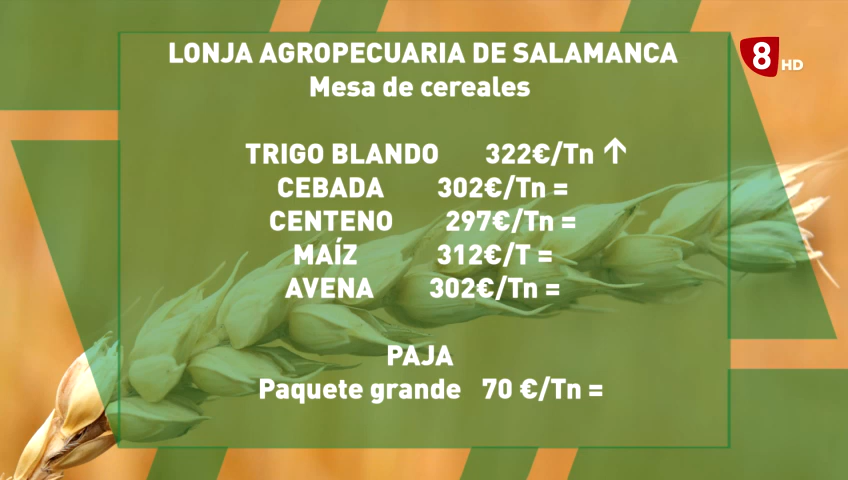 LONJA AGROPECUARIA DE SALAMANCA
Mesa de cereales
8 HD
TRIGO BLANDO 322€/Tn ↑
CEBADA 302€/Tn =
CENTENO 297€/Tn =
MAÍZ 312€/T =
AVENA 302€/Tn =
PAJA
Paquete grande 70 €/Tn =